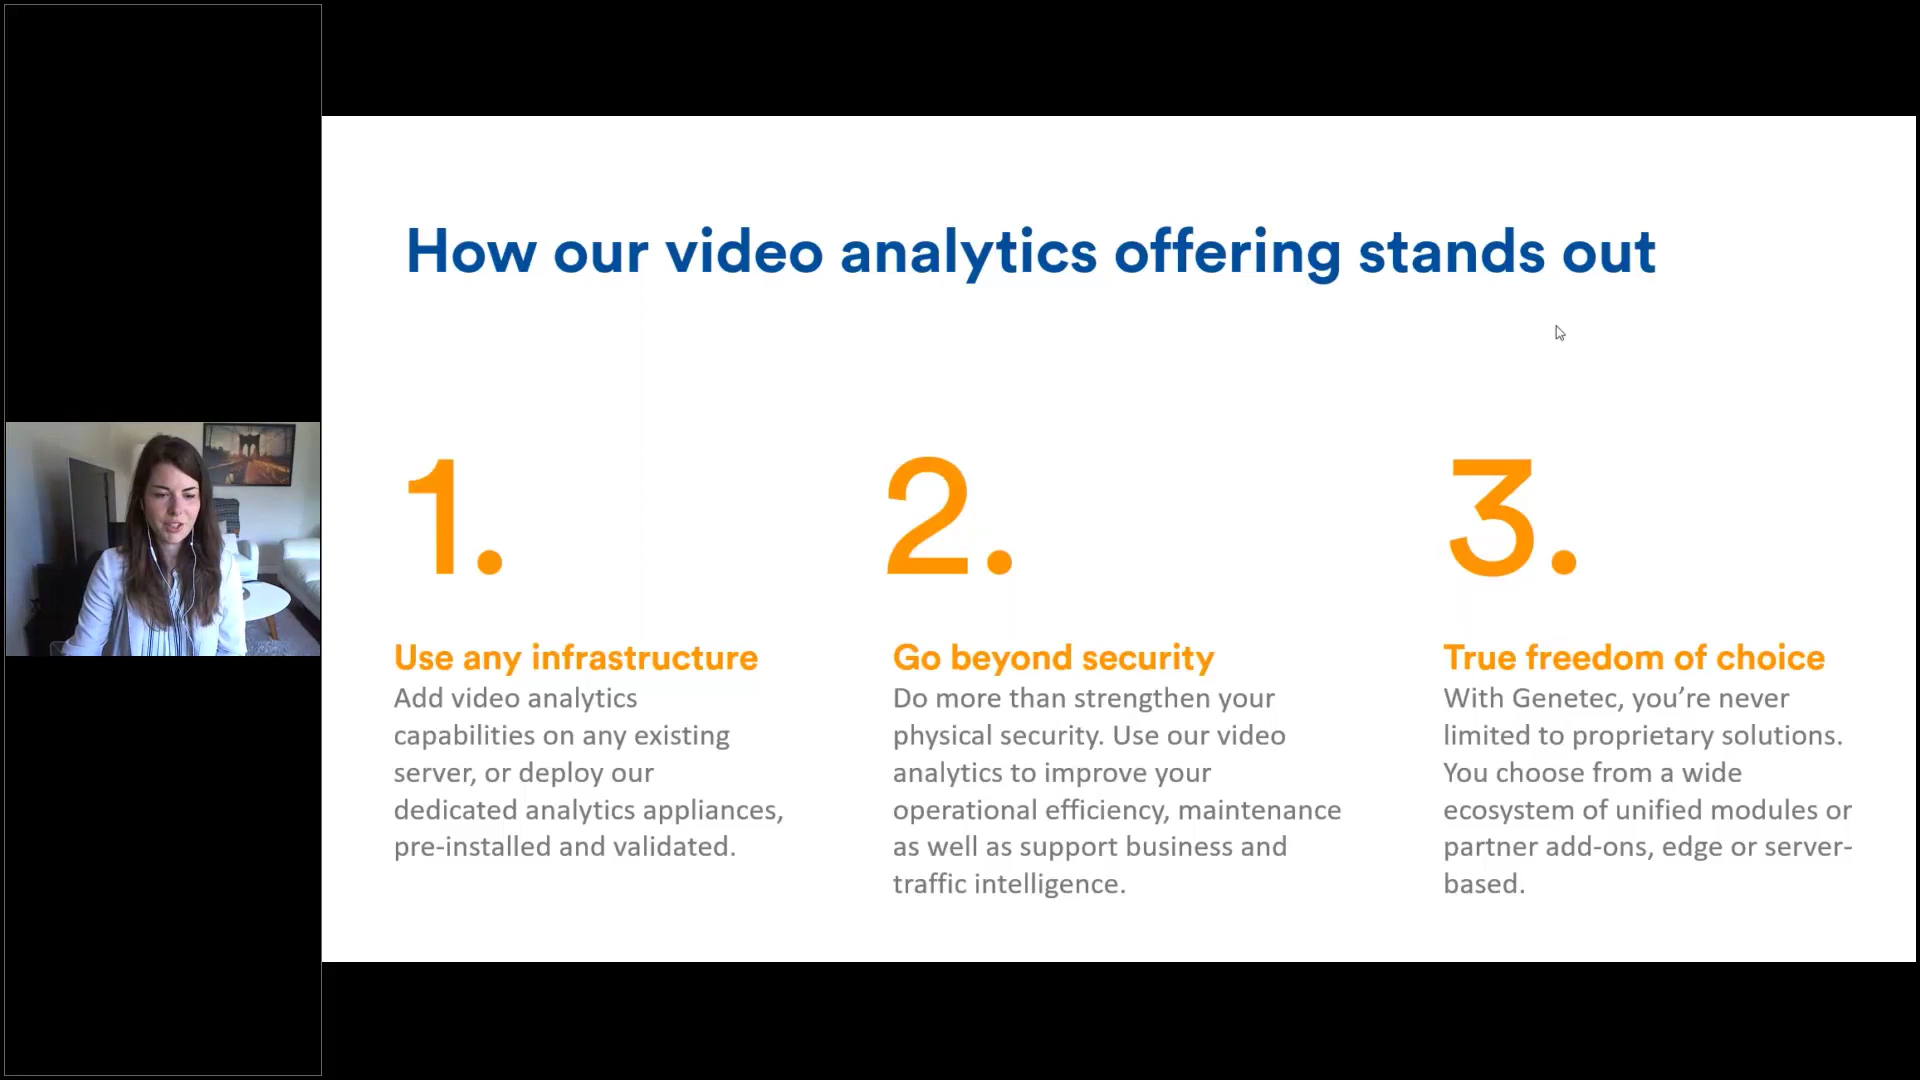 How our video analytics offering stands out
1.
Use any infrastructure
Add video analytics
capabilities on any existing
server, or deploy our
dedicated analytics appliances,
pre-installed and validated.
2.
Go beyond security
Do more than strengthen your
physical security. Use our video
analytics to improve your
operational efficiency, maintenance
as well as support business and
traffic intelligence.
3.
True freedom of choice
With Genetec, you’re never
limited to proprietary solutions.
You choose from a wide
ecosystem of unified modules or
partner add-ons, edge or server-
based.